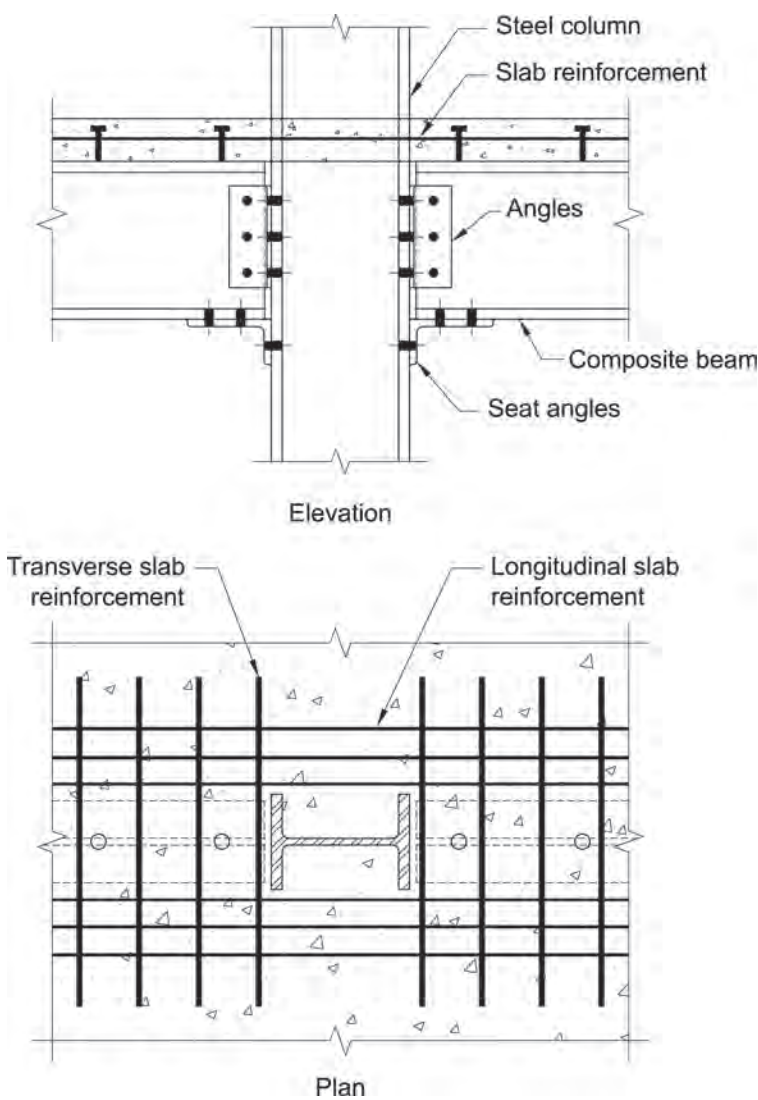 Steel column
Slab reinforcement
Angles
Composite beam
Seat angles
Elevation
Transverse slab
reinforcement
Longitudinal slab
reinforcement
Plan